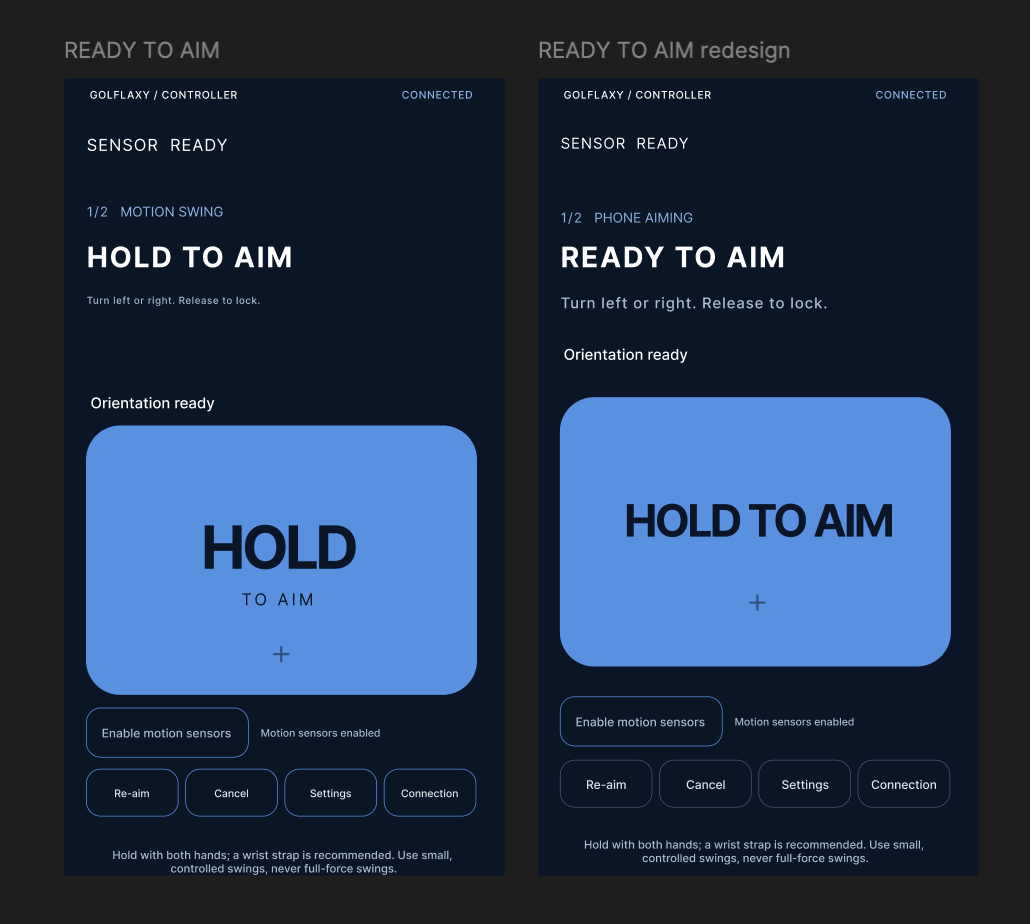 READY TO AIM
GOLFLAXY / CONTROLLER
CONNECTED
SENSOR READY
1/2 MOTION SWING
HOLD TO AIM
Turn left or right. Release to lock.
Orientation ready
HOLD
TO AIM
+
Enable motion sensors
Motion sensors enabled
Re-aim
Cancel
Settings
Connection
Hold with both hands; a wrist strap is recommended. Use small,
controlled swings, never full-force swings.
READY TO AIM redesign
GOLFLAXY / CONTROLLER
CONNECTED
SENSOR READY
1/2 PHONE AIMING
READY TO AIM
Turn left or right. Release to lock.
Orientation ready
HOLD TO AIM
+
Enable motion sensors
Motion sensors enabled
Re-aim
Cancel
Settings
Connection
Hold with both hands; a wrist strap is recommended. Use small,
controlled swings, never full-force swings.